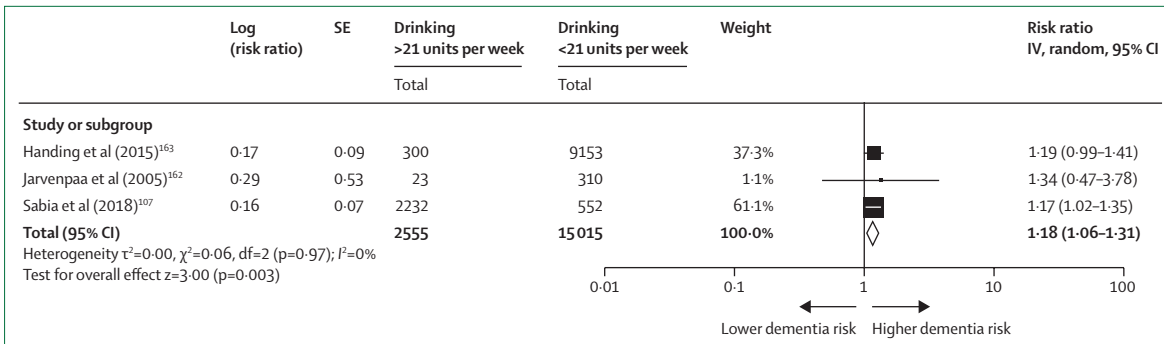 Log SE Drinking Drinking Weight Risk ratio
(risk ratio) >21 units per week <21 units per week IV, random, 95% CI
Total Total
Study or subgroup
Handing et al (2015)¹⁶³ 0·17 0·09 300 9153 37·3% 1·19 (0·99–1·41)
Jarvenpaa et al (2005)¹⁶² 0·29 0·53 23 310 1·1% 1·34 (0·47–3·78)
Sabia et al (2018)¹⁰⁷ 0·16 0·07 2232 552 61·1% 1·17 (1·02–1·35)
Total (95% CI) 2555 15 015 100·0% 1·18 (1·06–1·31)
Heterogeneity τ²=0·00, χ²=0·06, df=2 (p=0·97); I²=0%
Test for overall effect z=3·00 (p=0·003)
0·01 0·1 1 10 100
Lower dementia risk Higher dementia risk